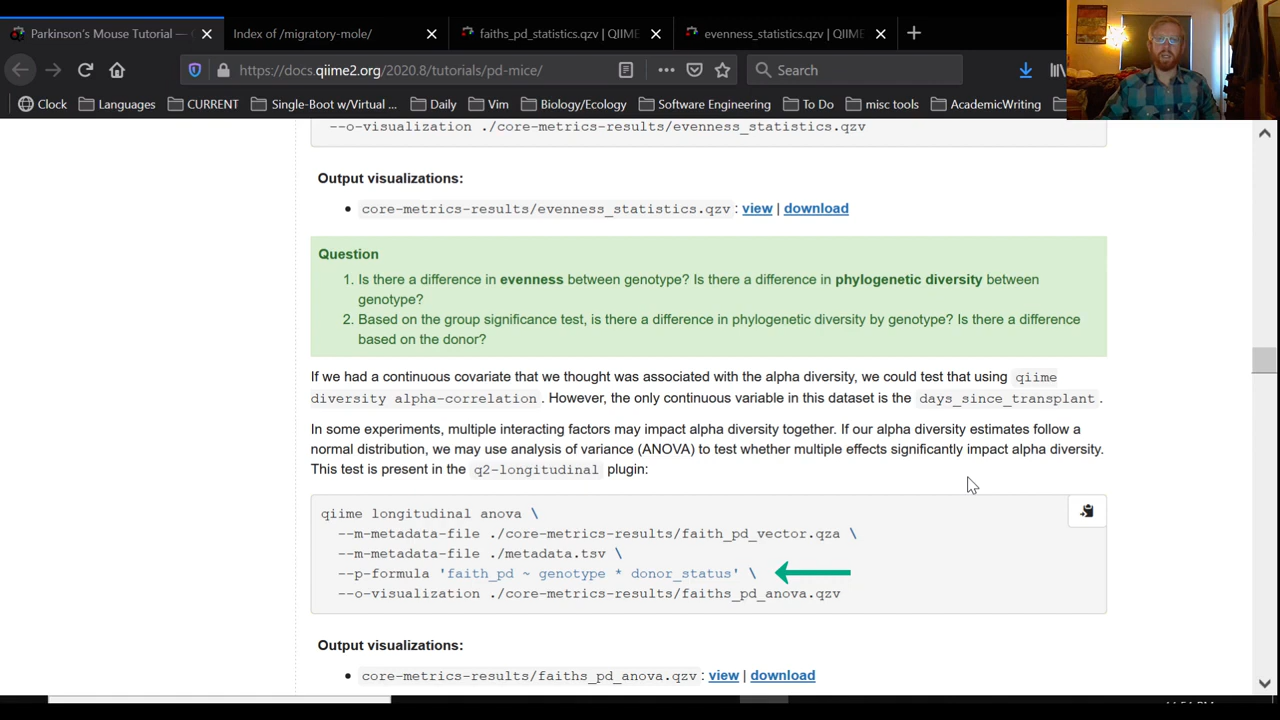 Parkinson's Mouse Tutorial —
Index of /migratory-mole/
faiths_pd_statistics.qzv | QIIME
evenness_statistics.qzv | QIIME
https://docs.qiime2.org/2020.8/tutorials/pd-mice/
Search
Clock
Languages
CURRENT
Single-Boot w/Virtual ...
Daily
Vim
Biology/Ecology
Software Engineering
To Do
misc tools
AcademicWriting
--o-visualization ./core-metrics-results/evenness_statistics.qzv
Output visualizations:
• core-metrics-results/evenness_statistics.qzv: view | download
Question
1. Is there a difference in evenness between genotype? Is there a difference in phylogenetic diversity between
genotype?
2. Based on the group significance test, is there a difference in phylogenetic diversity by genotype? Is there a difference
based on the donor?
If we had a continuous covariate that we thought was associated with the alpha diversity, we could test that using qiime
diversity alpha-correlation. However, the only continuous variable in this dataset is the days_since_transplant.
In some experiments, multiple interacting factors may impact alpha diversity together. If our alpha diversity estimates follow a
normal distribution, we may use analysis of variance (ANOVA) to test whether multiple effects significantly impact alpha diversity.
This test is present in the q2-longitudinal plugin:
qiime longitudinal anova \
--m-metadata-file ./core-metrics-results/faith_pd_vector.qza \
--m-metadata-file ./metadata.tsv \
--p-formula 'faith_pd ~ genotype * donor_status' \
--o-visualization ./core-metrics-results/faiths_pd_anova.qzv
Output visualizations:
• core-metrics-results/faiths_pd_anova.qzv: view | download